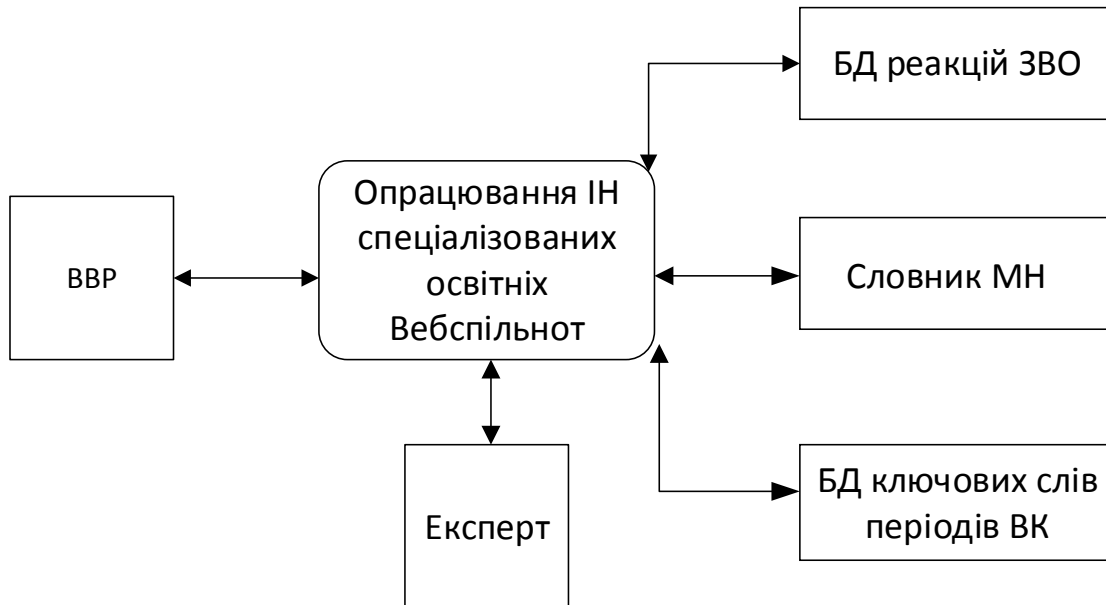 БД реакцій ЗВО
Опрацювання ІН
спеціалізованих
освітніх
Вебспільнот
ВВР
Словник МН
БД ключових слів
періодів ВК
Експерт